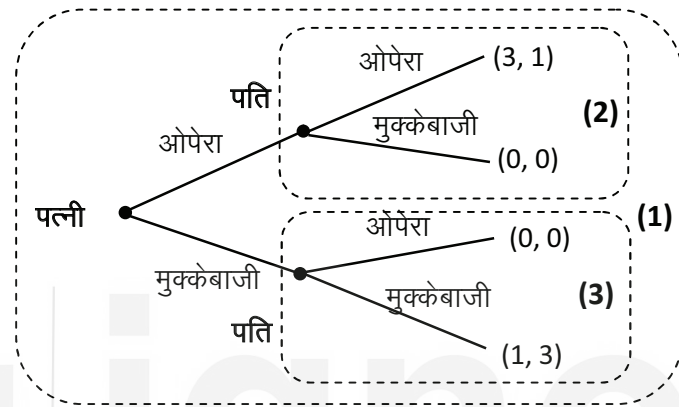 ओपेरा (3, 1)
पति
मुक्केबाजी (2)
ओपेरा
(0, 0)
पत्नी
ओपेरा (0, 0) (1)
मुक्केबाजी
मुक्केबाजी (3)
पति
(1, 3)